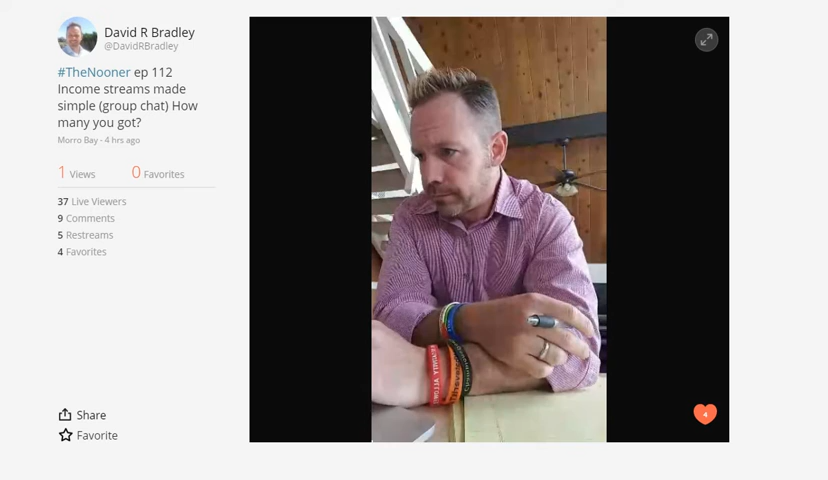 David R Bradley
@DavidRBradley
#TheNooner ep 112
Income streams made
simple (group chat) How
many you got?
Morro Bay - 4 hrs ago
1 Views 0 Favorites
37 Live Viewers
9 Comments
5 Restreams
4 Favorites
Share
Favorite
4